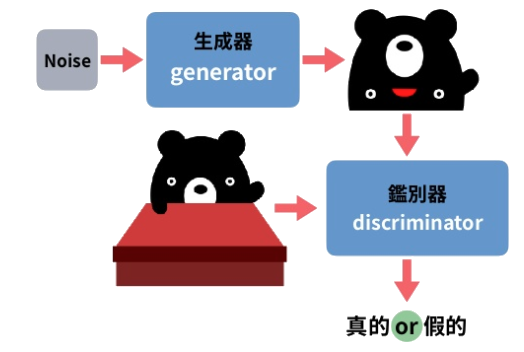 Noise
生成器
generator
鑑別器
discriminator
真的 or 假的